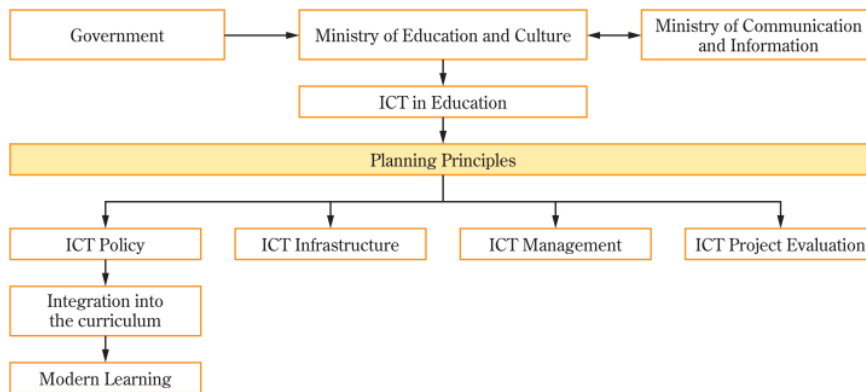 Government
Ministry of Education and Culture
Ministry of Communication
and Information
ICT in Education
Planning Principles
ICT Policy
ICT Infrastructure
ICT Management
ICT Project Evaluation
Integration into
the curriculum
Modern Learning